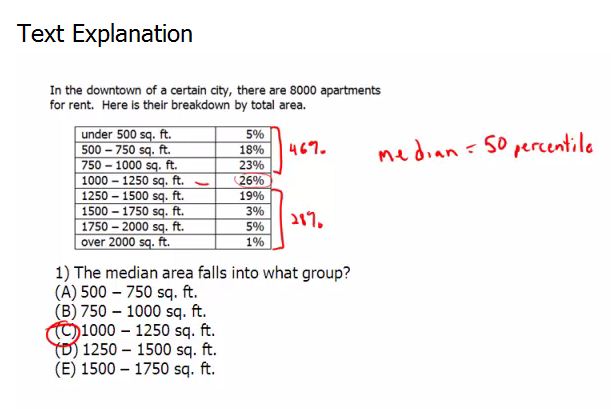 Text Explanation
In the downtown of a certain city, there are 8000 apartments
for rent. Here is their breakdown by total area.
under 500 sq. ft. 5%
500 – 750 sq. ft. 18%
750 – 1000 sq. ft. 23%
1000 – 1250 sq. ft. 26%
1250 – 1500 sq. ft. 19%
1500 – 1750 sq. ft. 3%
1750 – 2000 sq. ft. 5%
over 2000 sq. ft. 1%
46%
28%
median = 50 percentile
1) The median area falls into what group?
(A) 500 – 750 sq. ft.
(B) 750 – 1000 sq. ft.
(C) 1000 – 1250 sq. ft.
(D) 1250 – 1500 sq. ft.
(E) 1500 – 1750 sq. ft.